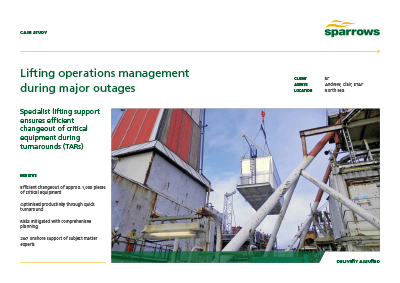 CASE STUDY
sparrows
Lifting operations management
during major outages
CLIENT BP
ASSETS Andrew, Clair, ETAP
LOCATION North Sea
Specialist lifting support
ensures efficient
changeout of critical
equipment during
turnarounds (TARs)
BENEFITS
Efficient changeout of approx. 1,000 pieces
of critical equipment
Optimised productivity through quick
turnaround
Risks mitigated with comprehensive
planning
24/7 onshore support of subject matter
experts
DELIVERY ASSURED